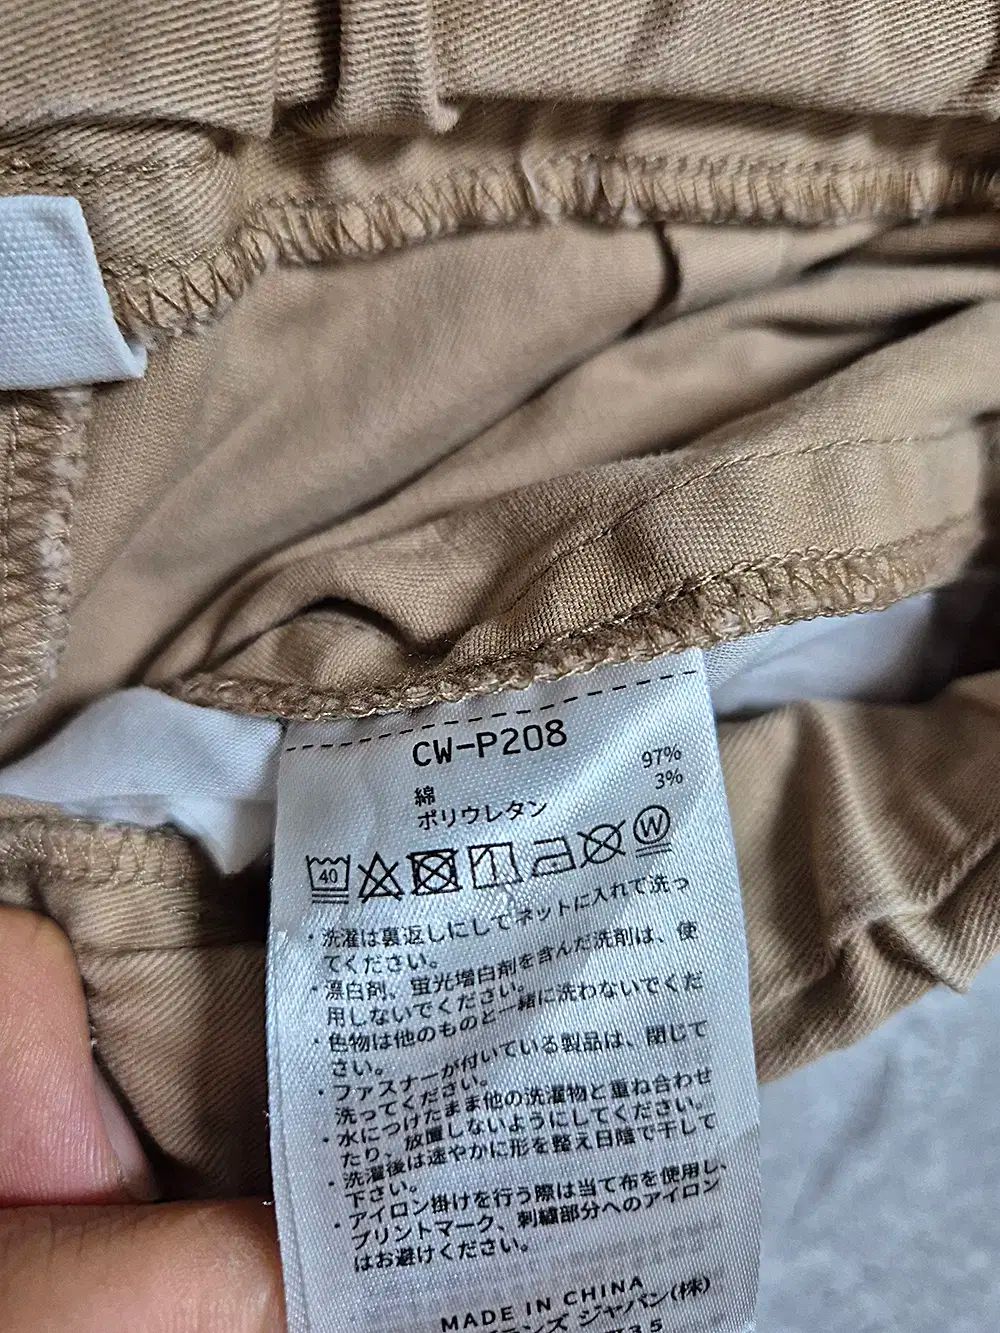 CW-P208
綿 97%
ポリウレタン 3%
40
W
・洗濯は裏返しにしてネットに入れて洗っ
てください。
・漂白剤、蛍光増白剤を含んだ洗剤は、使
用しないでください。
・色物は他のものと一緒に洗わないでくだ
さい。
・ファスナーが付いている製品は、閉じて
洗ってください。
・水につけたまま他の洗濯物と重ね合わせ
たり、放置しないようにしてください。
・洗濯後は速やかに形を整え日陰で干して
下さい。
・アイロン掛けを行う際は当て布を使用し、
プリントマーク、刺繍部分へのアイロン
はお避けください。
MADE IN CHINA
ンズ ジャパン(株)
35